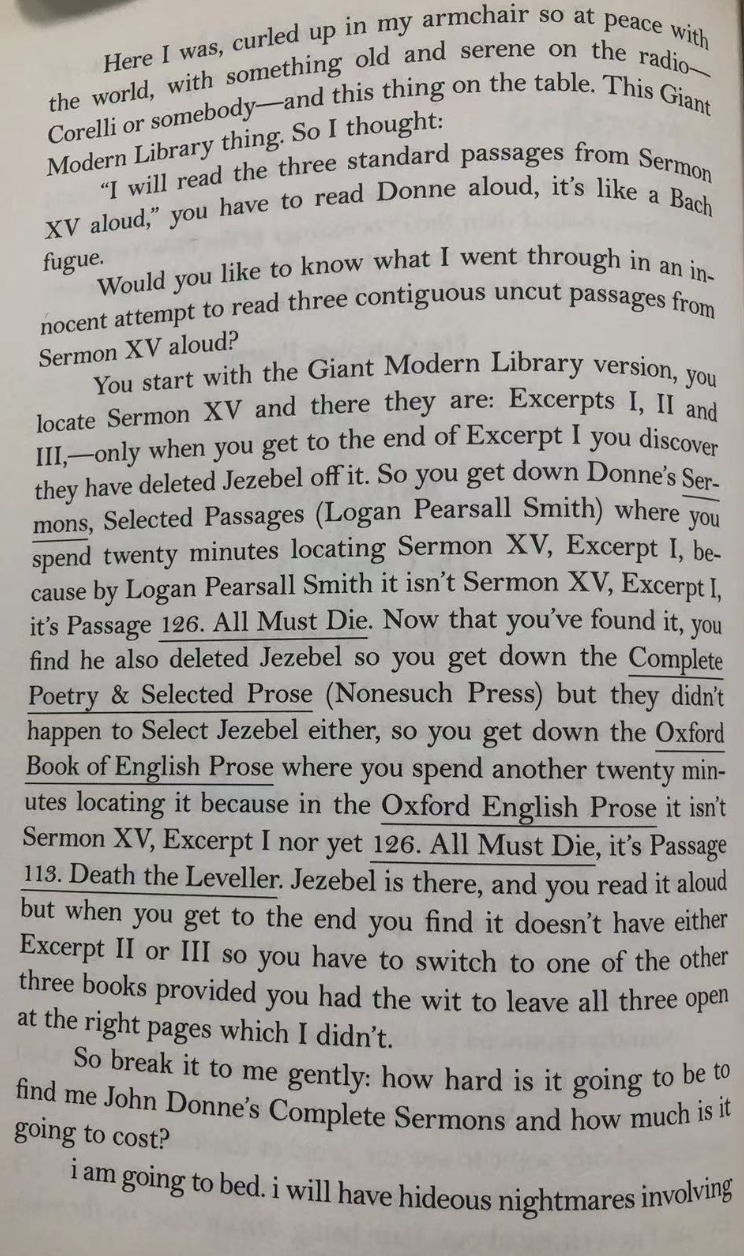 Here I was, curled up in my armchair so at peace with
the world, with something old and serene on the radio—
Corelli or somebody—and this thing on the table. This Giant
Modern Library thing. So I thought:
“I will read the three standard passages from Sermon
XV aloud,” you have to read Donne aloud, it’s like a Bach
fugue.
Would you like to know what I went through in an in-
nocent attempt to read three contiguous uncut passages from
Sermon XV aloud?
You start with the Giant Modern Library version, you
locate Sermon XV and there they are: Excerpts I, II and
III,—only when you get to the end of Excerpt I you discover
they have deleted Jezebel off it. So you get down Donne’s Ser-
mons, Selected Passages (Logan Pearsall Smith) where you
spend twenty minutes locating Sermon XV, Excerpt I, be-
cause by Logan Pearsall Smith it isn’t Sermon XV, Excerpt I,
it’s Passage 126. All Must Die. Now that you’ve found it, you
find he also deleted Jezebel so you get down the Complete
Poetry & Selected Prose (Nonesuch Press) but they didn’t
happen to Select Jezebel either, so you get down the Oxford
Book of English Prose where you spend another twenty min-
utes locating it because in the Oxford English Prose it isn’t
Sermon XV, Excerpt I nor yet 126. All Must Die, it’s Passage
113. Death the Leveller. Jezebel is there, and you read it aloud
but when you get to the end you find it doesn’t have either
Excerpt II or III so you have to switch to one of the other
three books provided you had the wit to leave all three open
at the right pages which I didn’t.
So break it to me gently: how hard is it going to be to
find me John Donne’s Complete Sermons and how much is it
going to cost?
i am going to bed. i will have hideous nightmares involving